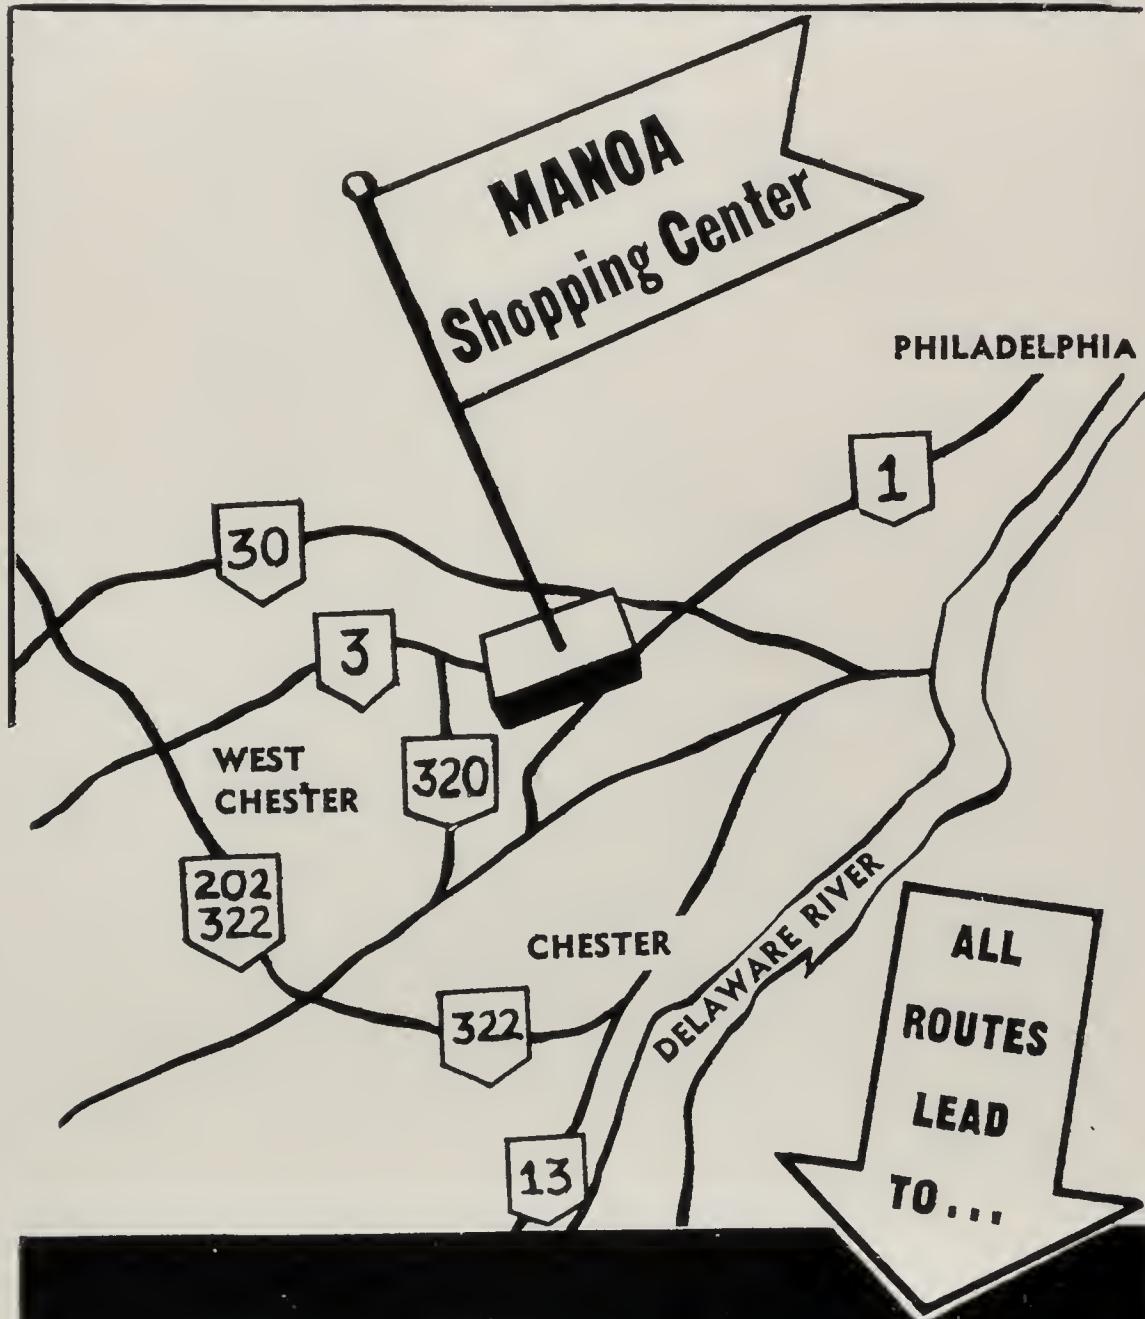 MANOA
Shopping Center
PHILADELPHIA
1
30
3
WEST
CHESTER
320
202
322
CHESTER
322
DELAWARE RIVER
13
ALL
ROUTES
LEAD
TO...